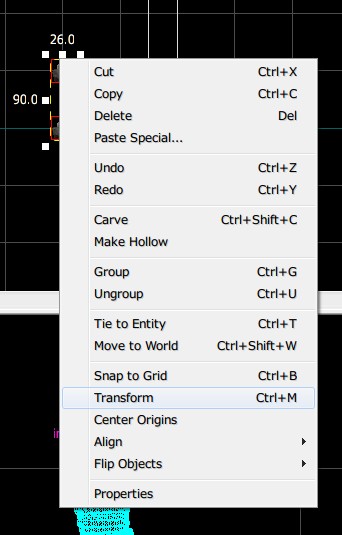 26.0
90.0
Cut Ctrl+X
Copy Ctrl+C
Delete Del
Paste Special...
Undo Ctrl+Z
Redo Ctrl+Y
Carve Ctrl+Shift+C
Make Hollow
Group Ctrl+G
Ungroup Ctrl+U
Tie to Entity Ctrl+T
Move to World Ctrl+Shift+W
Snap to Grid Ctrl+B
Transform Ctrl+M
Center Origins
Align
Flip Objects
Properties